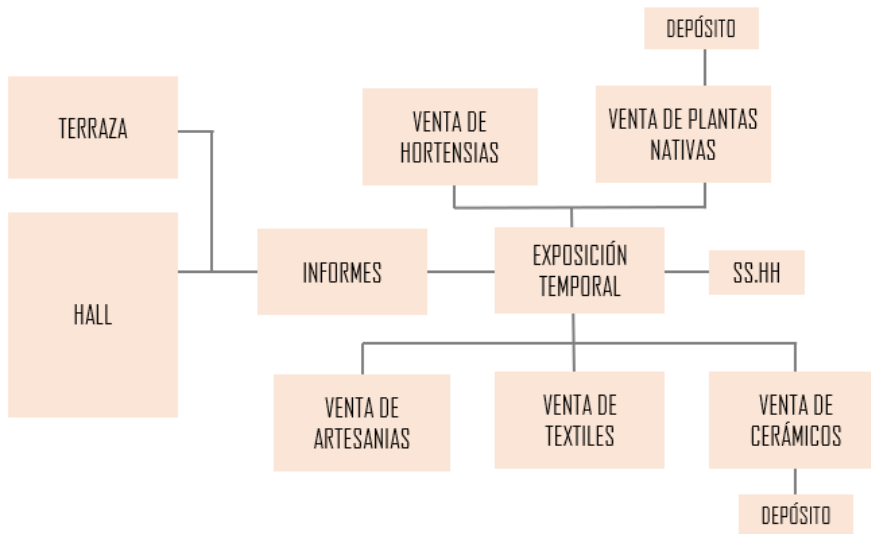 DEPÓSITO
TERRAZA
VENTA DE
HORTENSIAS
VENTA DE PLANTAS
NATIVAS
HALL
INFORMES
EXPOSICIÓN
TEMPORAL
SS.HH
VENTA DE
ARTESANIAS
VENTA DE
TEXTILES
VENTA DE
CERÁMICOS
DEPÓSITO